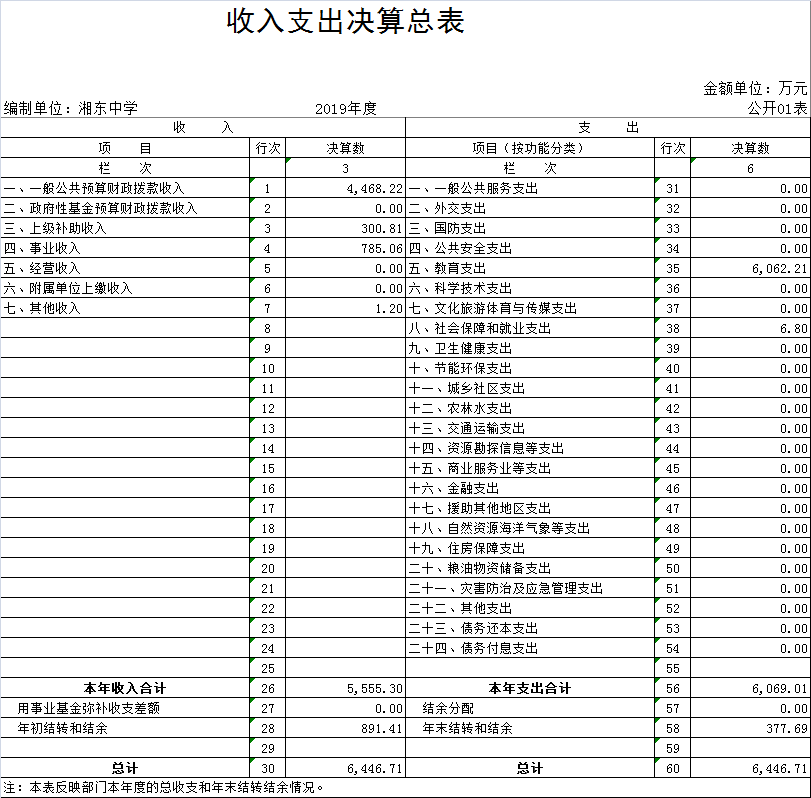 收入支出决算总表
金额单位：万元
编制单位：湘东中学 2019年度 公开01表
收 入 支 出
项 目 行次 决算数 项目（按功能分类） 行次 决算数
栏 次 3 栏 次 6
一、一般公共预算财政拨款收入 1 4,468.22 一、一般公共服务支出 31 0.00
二、政府性基金预算财政拨款收入 2 0.00 二、外交支出 32 0.00
三、上级补助收入 3 300.81 三、国防支出 33 0.00
四、事业收入 4 785.06 四、公共安全支出 34 0.00
五、经营收入 5 0.00 五、教育支出 35 6,062.21
六、附属单位上缴收入 6 0.00 六、科学技术支出 36 0.00
七、其他收入 7 1.20 七、文化旅游体育与传媒支出 37 0.00
8 八、社会保障和就业支出 38 6.80
9 九、卫生健康支出 39 0.00
10 十、节能环保支出 40 0.00
11 十一、城乡社区支出 41 0.00
12 十二、农林水支出 42 0.00
13 十三、交通运输支出 43 0.00
14 十四、资源勘探信息等支出 44 0.00
15 十五、商业服务业等支出 45 0.00
16 十六、金融支出 46 0.00
17 十七、援助其他地区支出 47 0.00
18 十八、自然资源海洋气象等支出 48 0.00
19 十九、住房保障支出 49 0.00
20 二十、粮油物资储备支出 50 0.00
21 二十一、灾害防治及应急管理支出 51 0.00
22 二十二、其他支出 52 0.00
23 二十三、债务还本支出 53 0.00
24 二十四、债务付息支出 54 0.00
25 55
本年收入合计 26 5,555.30 本年支出合计 56 6,069.01
用事业基金弥补收支差额 27 0.00 结余分配 57 0.00
年初结转和结余 28 891.41 年末结转和结余 58 377.69
29 59
总计 30 6,446.71 总计 60 6,446.71
注：本表反映部门本年度的总收支和年末结转结余情况。